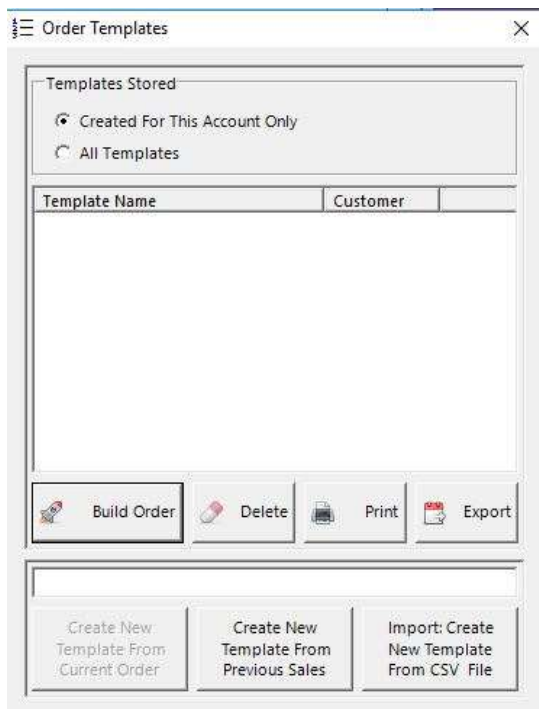 Order Templates
Templates Stored
Created For This Account Only
All Templates
Template Name Customer
Build Order Delete Print Export
Create New
Template From
Current Order
Create New
Template From
Previous Sales
Import: Create
New Template
From CSV File